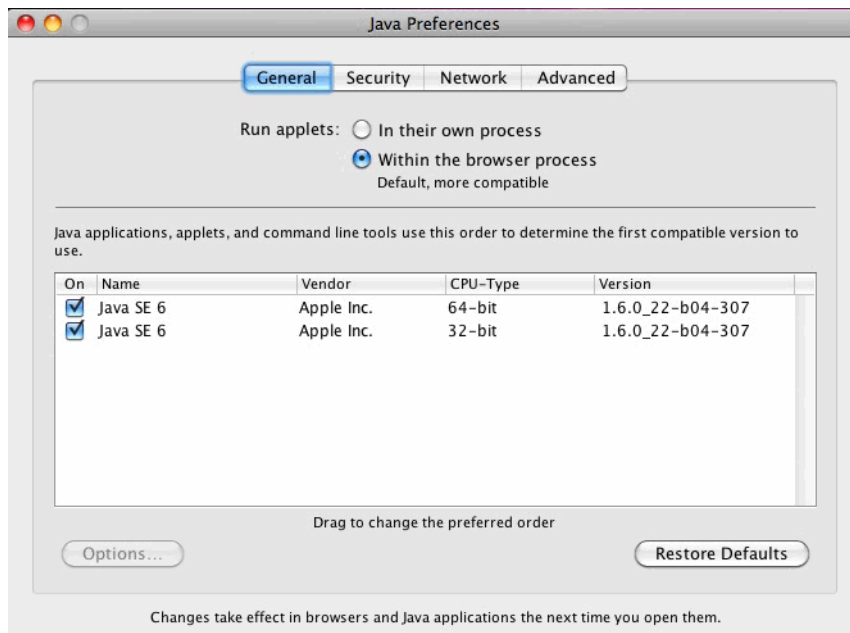 Java Preferences
General Security Network Advanced
Run applets: In their own process
Within the browser process
Default, more compatible
Java applications, applets, and command line tools use this order to determine the first compatible version to
use.
On Name Vendor CPU-Type Version
Java SE 6 Apple Inc. 64-bit 1.6.0_22-b04-307
Java SE 6 Apple Inc. 32-bit 1.6.0_22-b04-307
Drag to change the preferred order
Options... Restore Defaults
Changes take effect in browsers and Java applications the next time you open them.